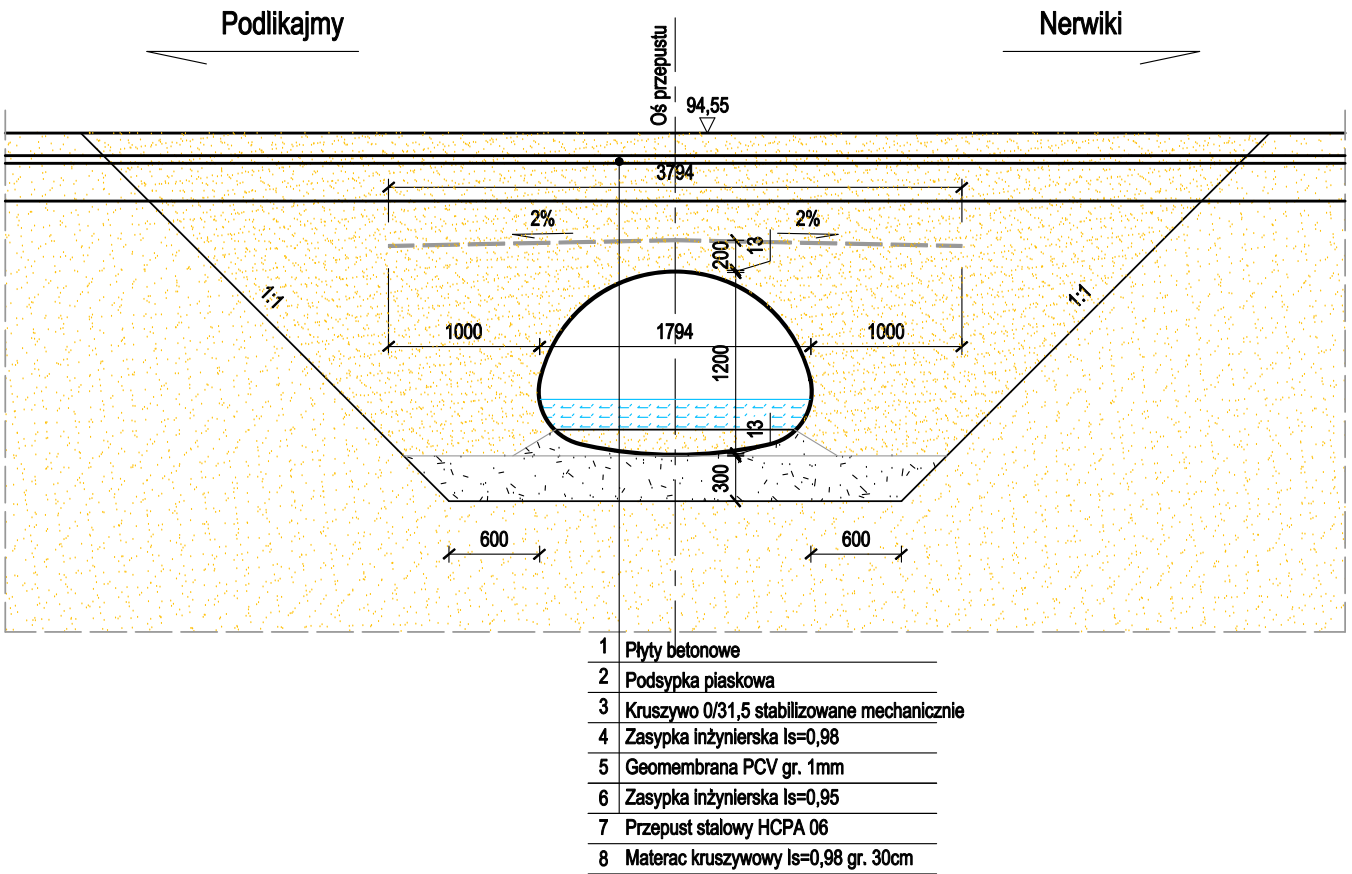 Podlikajmy
Nerwiki
Oś przepustu
94,55
3794
2%
2%
200
13
1:1
1:1
1000
1794
1000
1200
13
300
600
600
1 Płyty betonowe
2 Podsypka piaskowa
3 Kruszywo 0/31,5 stabilizowane mechanicznie
4 Zasypka inżynierska Is=0,98
5 Geomembrana PCV gr. 1mm
6 Zasypka inżynierska Is=0,95
7 Przepust stalowy HCPA 06
8 Materac kruszywowy Is=0,98 gr. 30cm